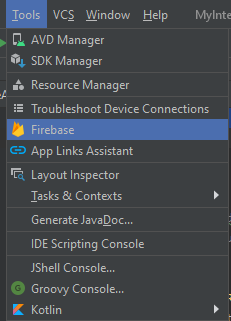 Tools VCS Window Help MyInte
AVD Manager
SDK Manager
Resource Manager
Troubleshoot Device Connections
Firebase
App Links Assistant
Layout Inspector
Tasks & Contexts
Generate JavaDoc...
IDE Scripting Console
JShell Console...
Groovy Console...
Kotlin